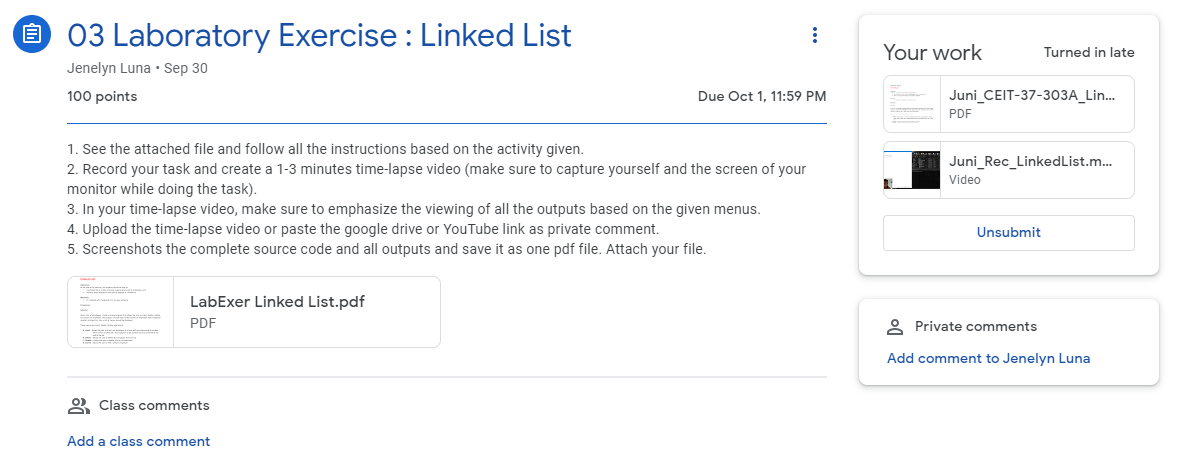 03 Laboratory Exercise : Linked List
Jenelyn Luna • Sep 30
100 points
Due Oct 1, 11:59 PM
1. See the attached file and follow all the instructions based on the activity given.
2. Record your task and create a 1-3 minutes time-lapse video (make sure to capture yourself and the screen of your
monitor while doing the task).
3. In your time-lapse video, make sure to emphasize the viewing of all the outputs based on the given menus.
4. Upload the time-lapse video or paste the google drive or YouTube link as private comment.
5. Screenshots the complete source code and all outputs and save it as one pdf file. Attach your file.
LabExer Linked List.pdf
PDF
Class comments
Add a class comment
Your work
Turned in late
Juni_CEIT-37-303A_Lin...
PDF
Juni_Rec_LinkedList.m...
Video
Unsubmit
Private comments
Add comment to Jenelyn Luna